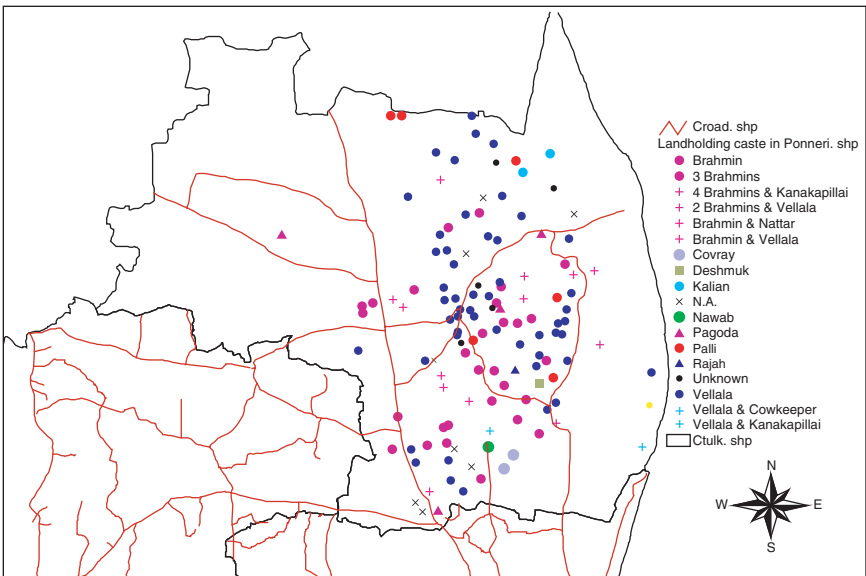 Croad. shp
Landholding caste in Ponneri. shp
Brahmin
3 Brahmins
4 Brahmins & Kanakapillai
2 Brahmins & Vellala
Brahmin & Nattar
Brahmin & Vellala
Covray
Deshmuk
Kalian
N.A.
Nawab
Pagoda
Palli
Rajah
Unknown
Vellala
Vellala & Cowkeeper
Vellala & Kanakapillai
Ctulk. shp
N
W E
S